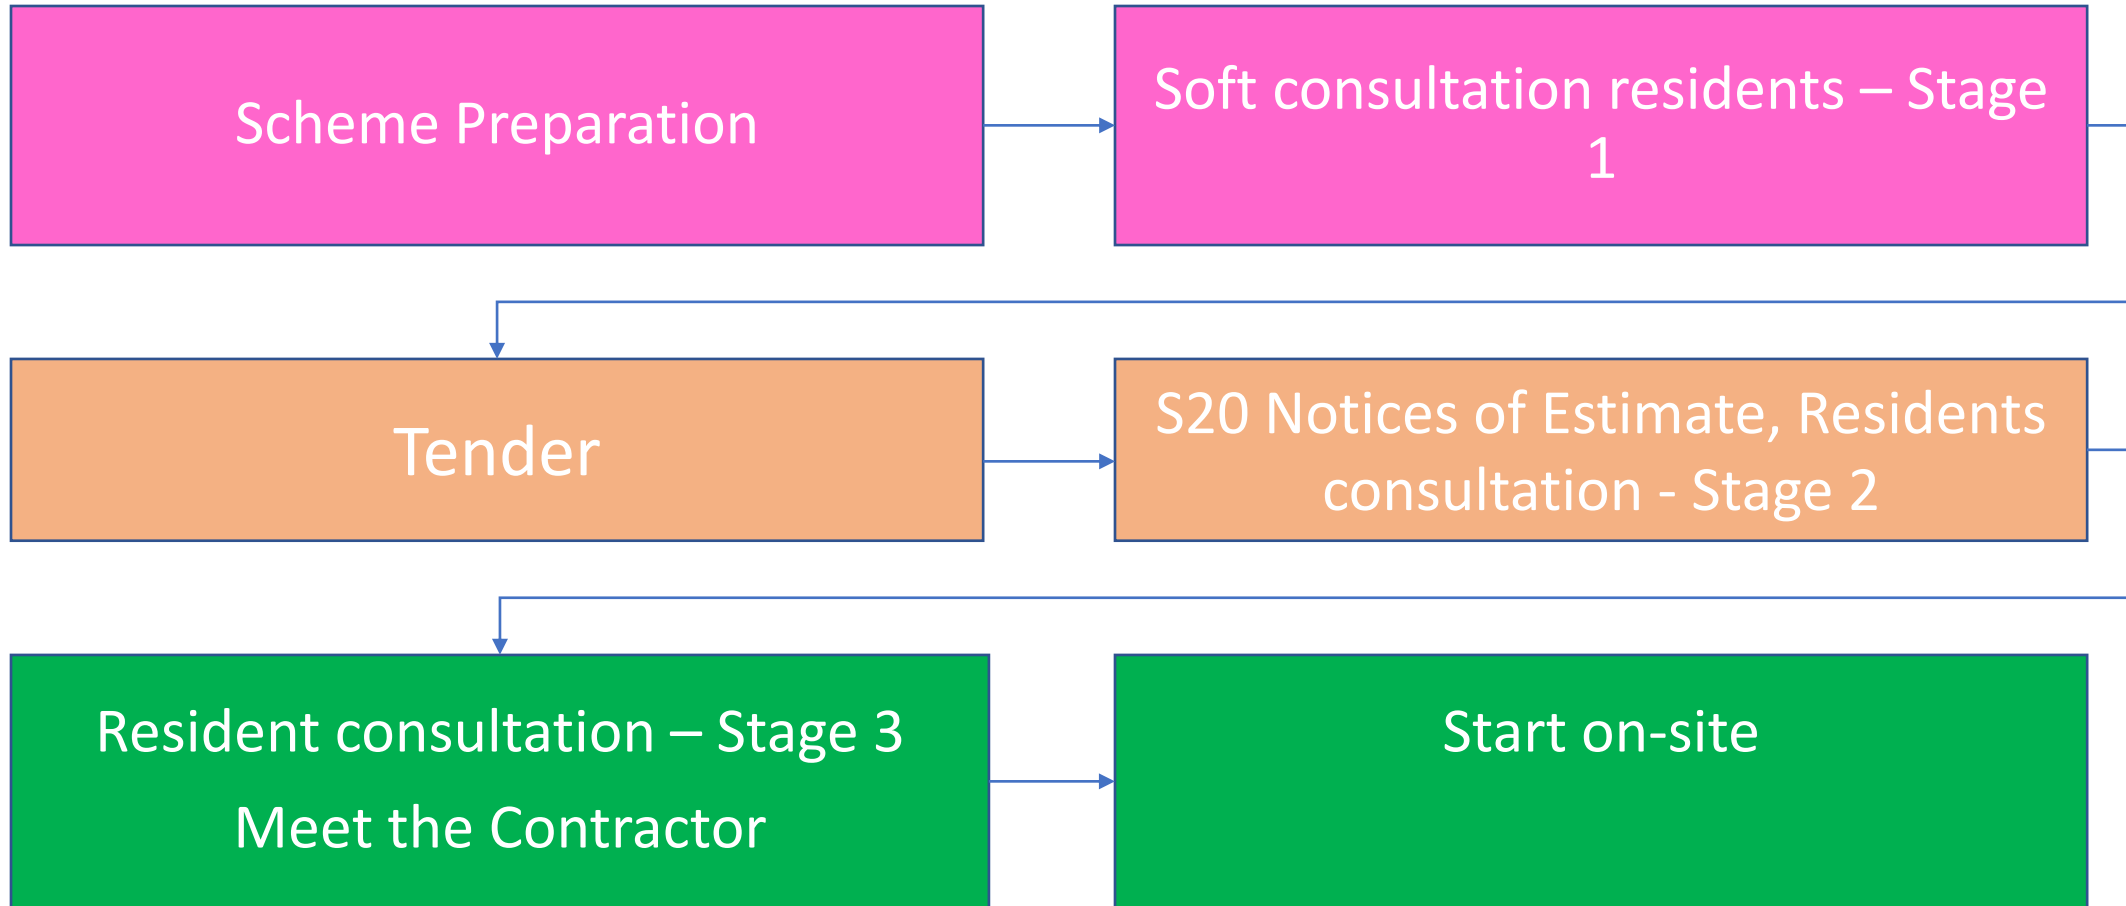 Scheme Preparation
Soft consultation residents – Stage
1
Tender
S20 Notices of Estimate, Residents
consultation - Stage 2
Resident consultation – Stage 3
Meet the Contractor
Start on-site